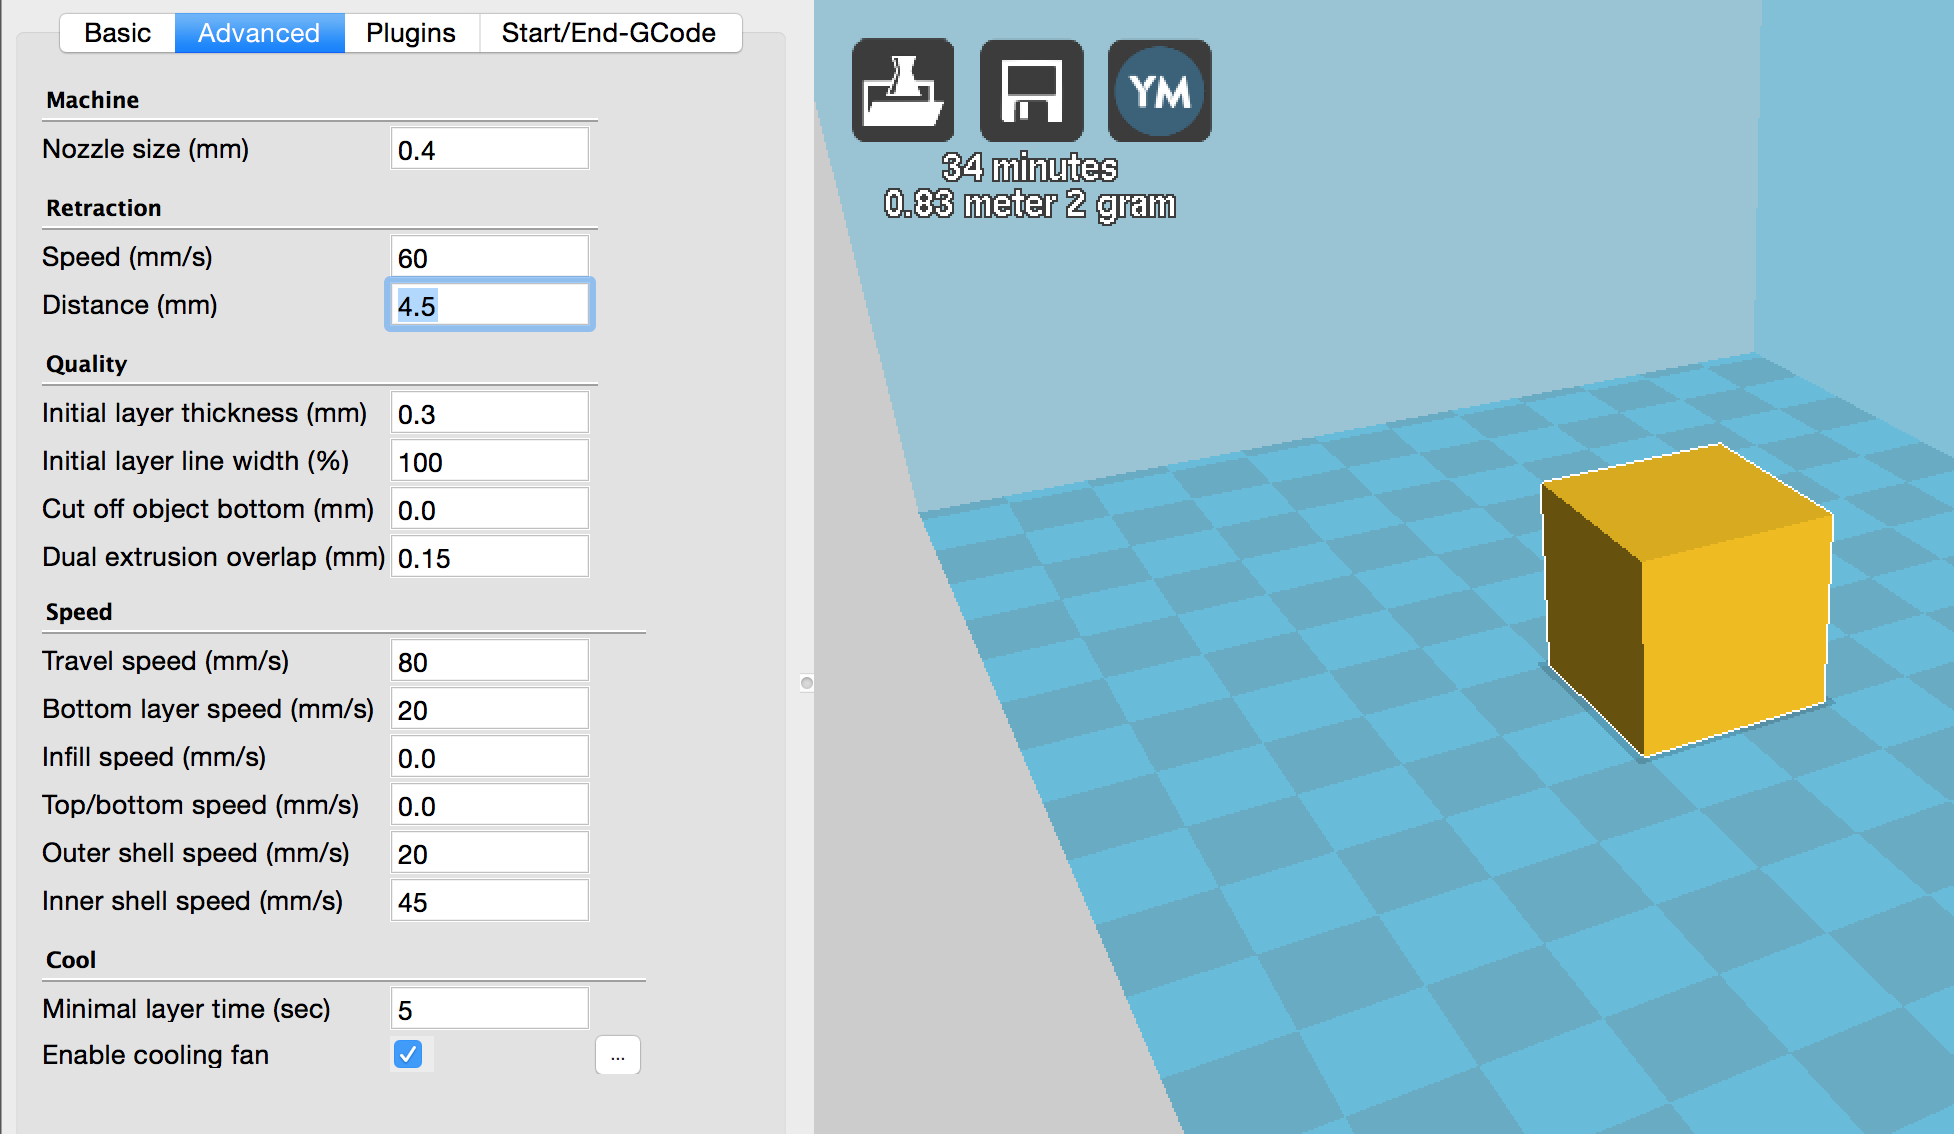 Basic Advanced Plugins Start/End-GCode
Machine
Nozzle size (mm) 0.4
Retraction
Speed (mm/s) 60
Distance (mm) 4.5
Quality
Initial layer thickness (mm) 0.3
Initial layer line width (%) 100
Cut off object bottom (mm) 0.0
Dual extrusion overlap (mm) 0.15
Speed
Travel speed (mm/s) 80
Bottom layer speed (mm/s) 20
Infill speed (mm/s) 0.0
Top/bottom speed (mm/s) 0.0
Outer shell speed (mm/s) 20
Inner shell speed (mm/s) 45
Cool
Minimal layer time (sec) 5
Enable cooling fan ...
YM
34 minutes
0.83 meter 2 gram